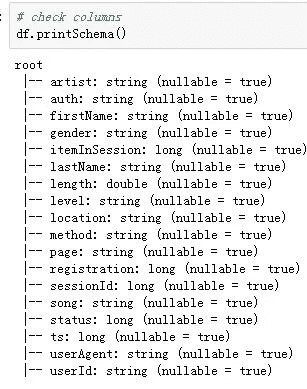 # check columns
df.printSchema()
root
|-- artist: string (nullable = true)
|-- auth: string (nullable = true)
|-- firstName: string (nullable = true)
|-- gender: string (nullable = true)
|-- itemInSession: long (nullable = true)
|-- lastName: string (nullable = true)
|-- length: double (nullable = true)
|-- level: string (nullable = true)
|-- location: string (nullable = true)
|-- method: string (nullable = true)
|-- page: string (nullable = true)
|-- registration: long (nullable = true)
|-- sessionId: long (nullable = true)
|-- song: string (nullable = true)
|-- status: long (nullable = true)
|-- ts: long (nullable = true)
|-- userAgent: string (nullable = true)
|-- userId: string (nullable = true)